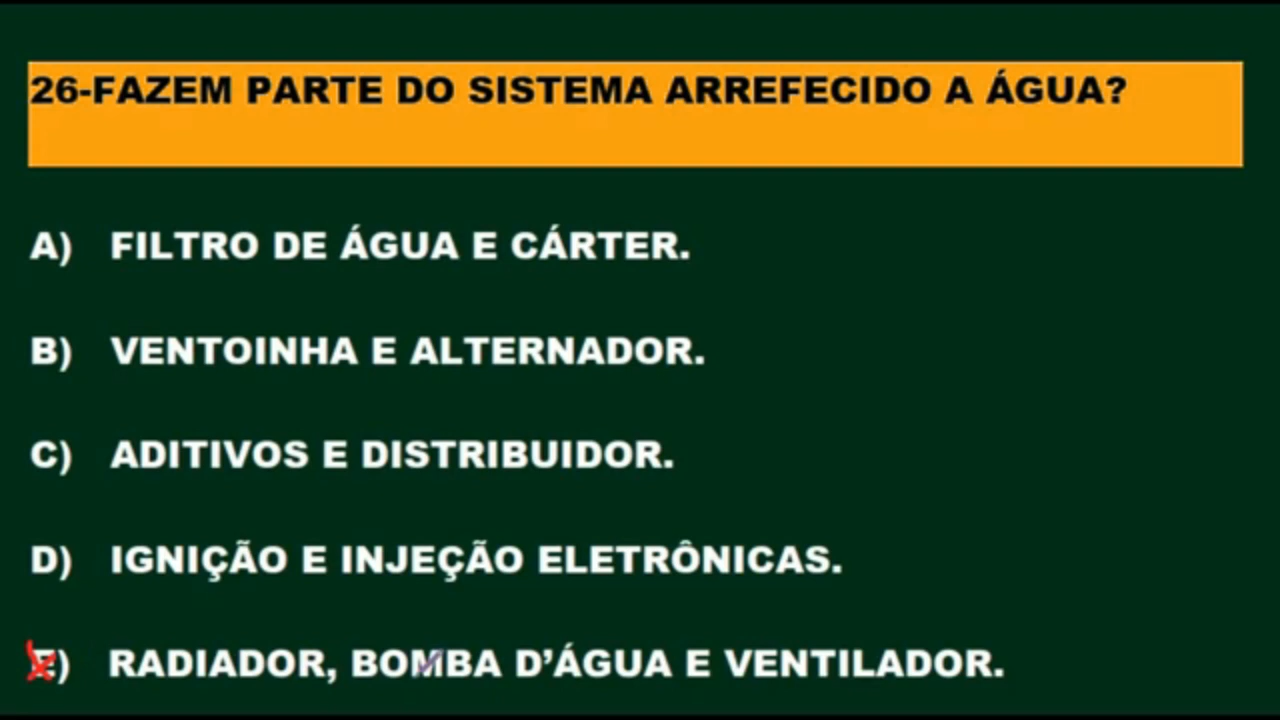 26-FAZEM PARTE DO SISTEMA ARREFECIDO A ÁGUA?
A) FILTRO DE ÁGUA E CÁRTER.
B) VENTOINHA E ALTERNADOR.
C) ADITIVOS E DISTRIBUIDOR.
D) IGNIÇÃO E INJEÇÃO ELETRÔNICAS.
E) RADIADOR, BOMBA D’ÁGUA E VENTILADOR.